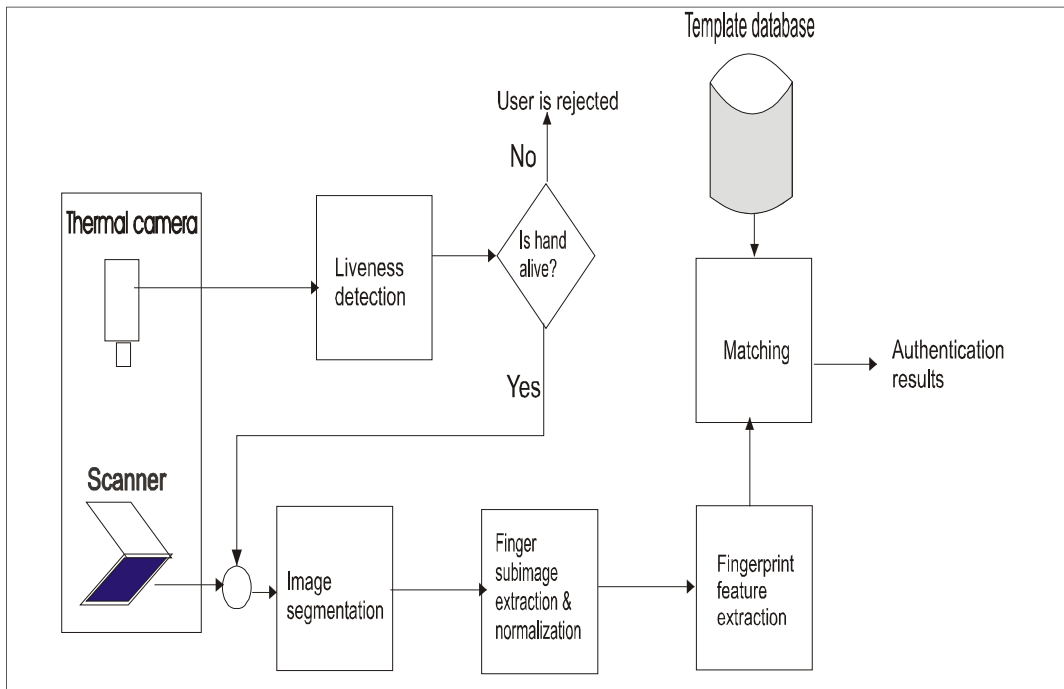 Template database
User is rejected
No
Thermal camera
Is hand
alive?
Liveness
detection
Matching
Authentication
results
Yes
Scanner
Image
segmentation
Finger
subimage
extraction &
normalization
Fingerprint
feature
extraction